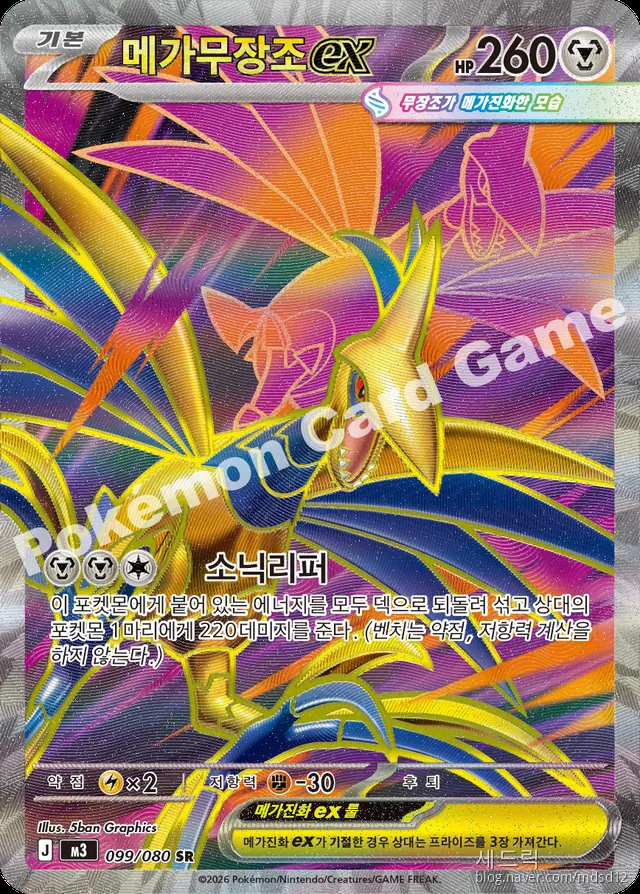 기본
메가무장조ex
HP 260
무장조가 메가진화한 모습
Pokémon Card Game
소닉리퍼
이 포켓몬에게 붙어 있는 에너지를 모두 덱으로 되돌려 섞고 상대의
포켓몬 1마리에게 220데미지를 준다. (벤치는 약점, 저항력 계산을
하지 않는다.)
약점 ×2 저항력 -30 후퇴
메가진화 ex 룰
메가진화 ex가 기절한 경우 상대는 프라이즈를 3장 가져간다.
Illus. 5ban Graphics
J M3 099/080 SR
©2026 Pokémon/Nintendo/Creatures/GAME FREAK.
세드릭
blog.naver.com/mdsd12